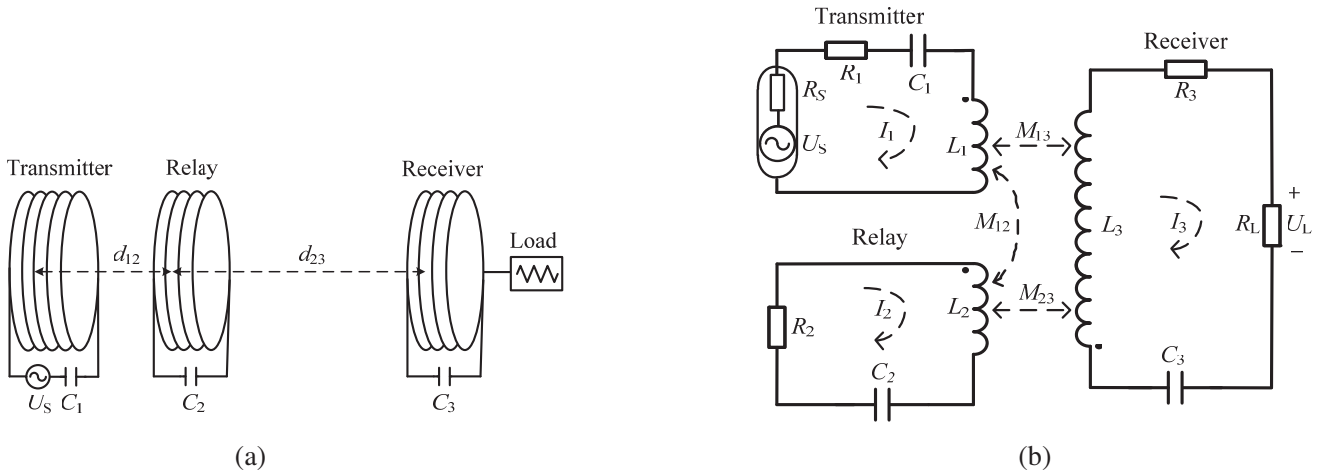 Transmitter
Relay
Receiver
Load
d12
d23
US
C1
C2
C3
(a)
Transmitter
R1
C1
RS
US
I1
L1
M13
M12
Relay
R2
I2
L2
C2
M23
Receiver
R3
L3
I3
RL
+
UL
−
C3
(b)